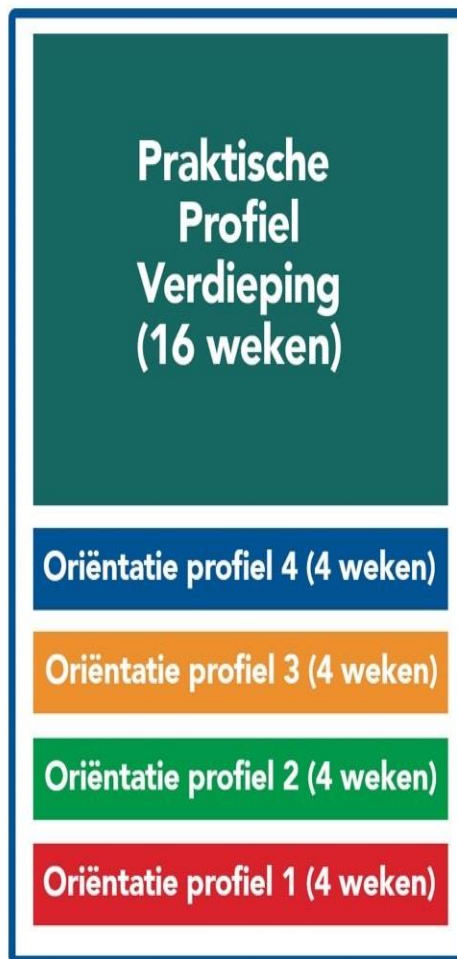 Praktische
Profiel
Verdieping
(16 weken)
Oriëntatie profiel 4 (4 weken)
Oriëntatie profiel 3 (4 weken)
Oriëntatie profiel 2 (4 weken)
Oriëntatie profiel 1 (4 weken)